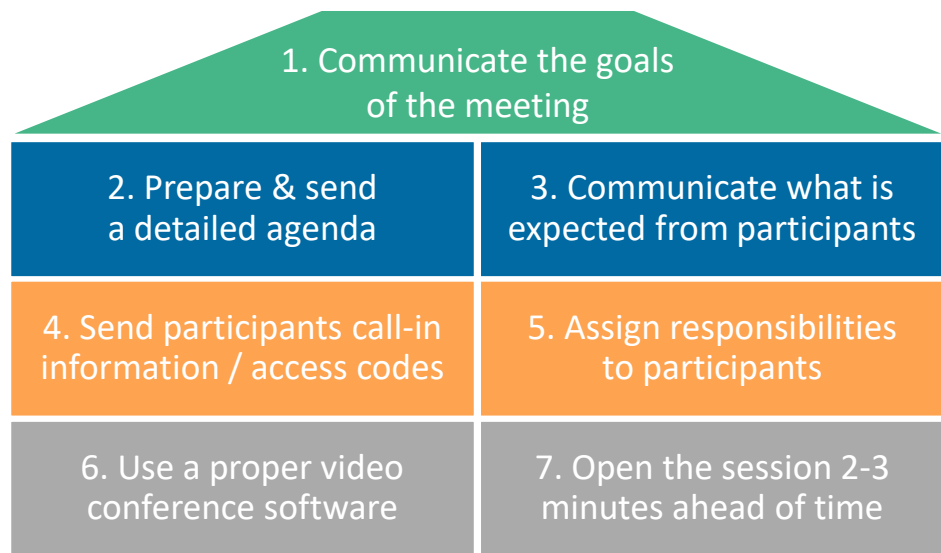 1. Communicate the goals
of the meeting
2. Prepare & send
a detailed agenda
3. Communicate what is
expected from participants
4. Send participants call-in
information / access codes
5. Assign responsibilities
to participants
6. Use a proper video
conference software
7. Open the session 2-3
minutes ahead of time